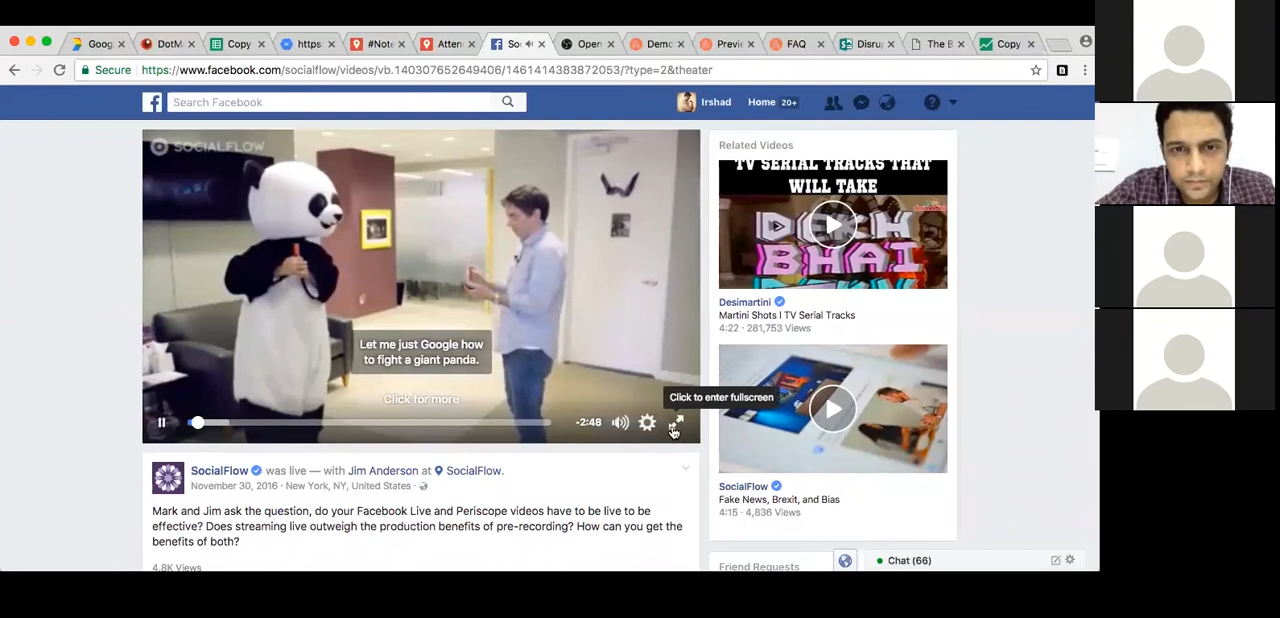 Goog
DotM
Copy
https
#Note
Atten
So
Open
Demo
Previe
FAQ
Disrup
The B
Copy
Secure
https://www.facebook.com/socialflow/videos/vb.140307652649406/1461414383872053/?type=2&theater
Search Facebook
Irshad
Home 20+
SOCIALFLOW
Let me just Google how
to fight a giant panda.
Click for more
Click to enter fullscreen
-2:48
SocialFlow was live — with Jim Anderson at SocialFlow.
November 30, 2016 · New York, NY, United States ·
Mark and Jim ask the question, do your Facebook Live and Periscope videos have to be live to be
effective? Does streaming live outweigh the production benefits of pre-recording? How can you get the
benefits of both?
4.8K Views
Related Videos
TV SERIAL TRACKS THAT
WILL TAKE
DEKH
BHAI
Desimartini
Martini Shots I TV Serial Tracks
4:22 · 281,753 Views
SocialFlow
Fake News, Brexit, and Bias
4:15 · 4,836 Views
Friend Requests
Chat (66)